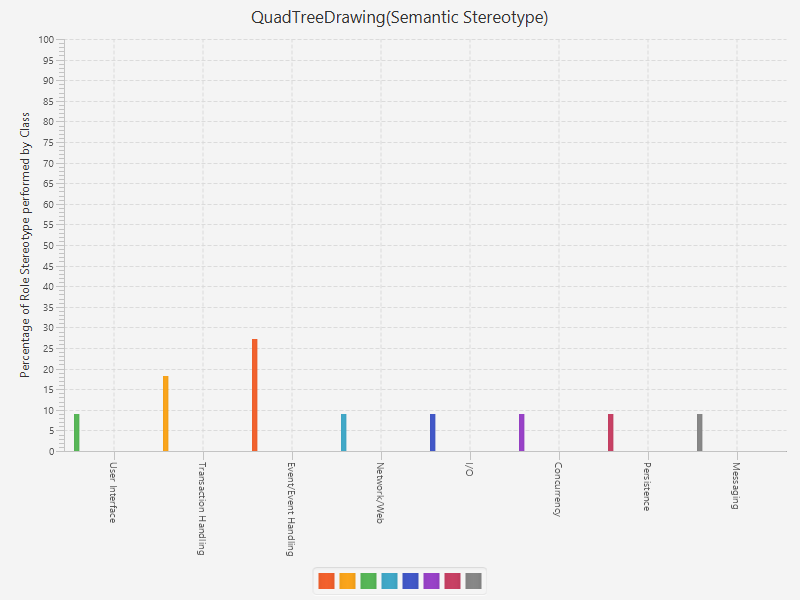 QuadTreeDrawing(Semantic Stereotype)
Percentage of Role Stereotype performed by Class
100
95
90
85
80
75
70
65
60
55
50
45
40
35
30
25
20
15
10
5
0
User Interface
Transaction Handling
Event/Event Handling
Network/Web
I/O
Concurrency
Persistence
Messaging